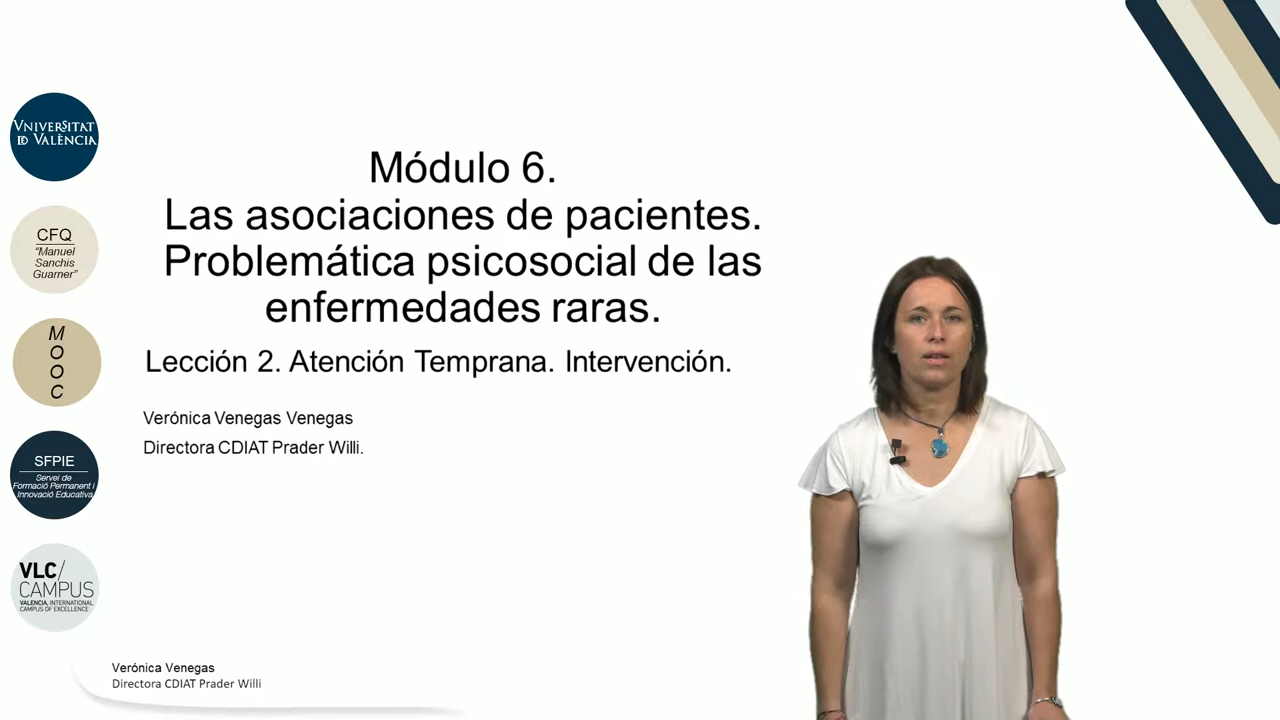 VNIVERSITAT
ID VALÈNCIA
CFQ
"Manuel
Sanchis
Guarner"
M
O
O
C
SFPIE
Servei de
Formació Permanent i
Innovació Educativa
VLC/
CAMPUS
VALENCIA, INTERNATIONAL
CAMPUS OF EXCELLENCE
Módulo 6.
Las asociaciones de pacientes.
Problemática psicosocial de las
enfermedades raras.
Lección 2. Atención Temprana. Intervención.
Verónica Venegas Venegas
Directora CDIAT Prader Willi.
Verónica Venegas
Directora CDIAT Prader Willi